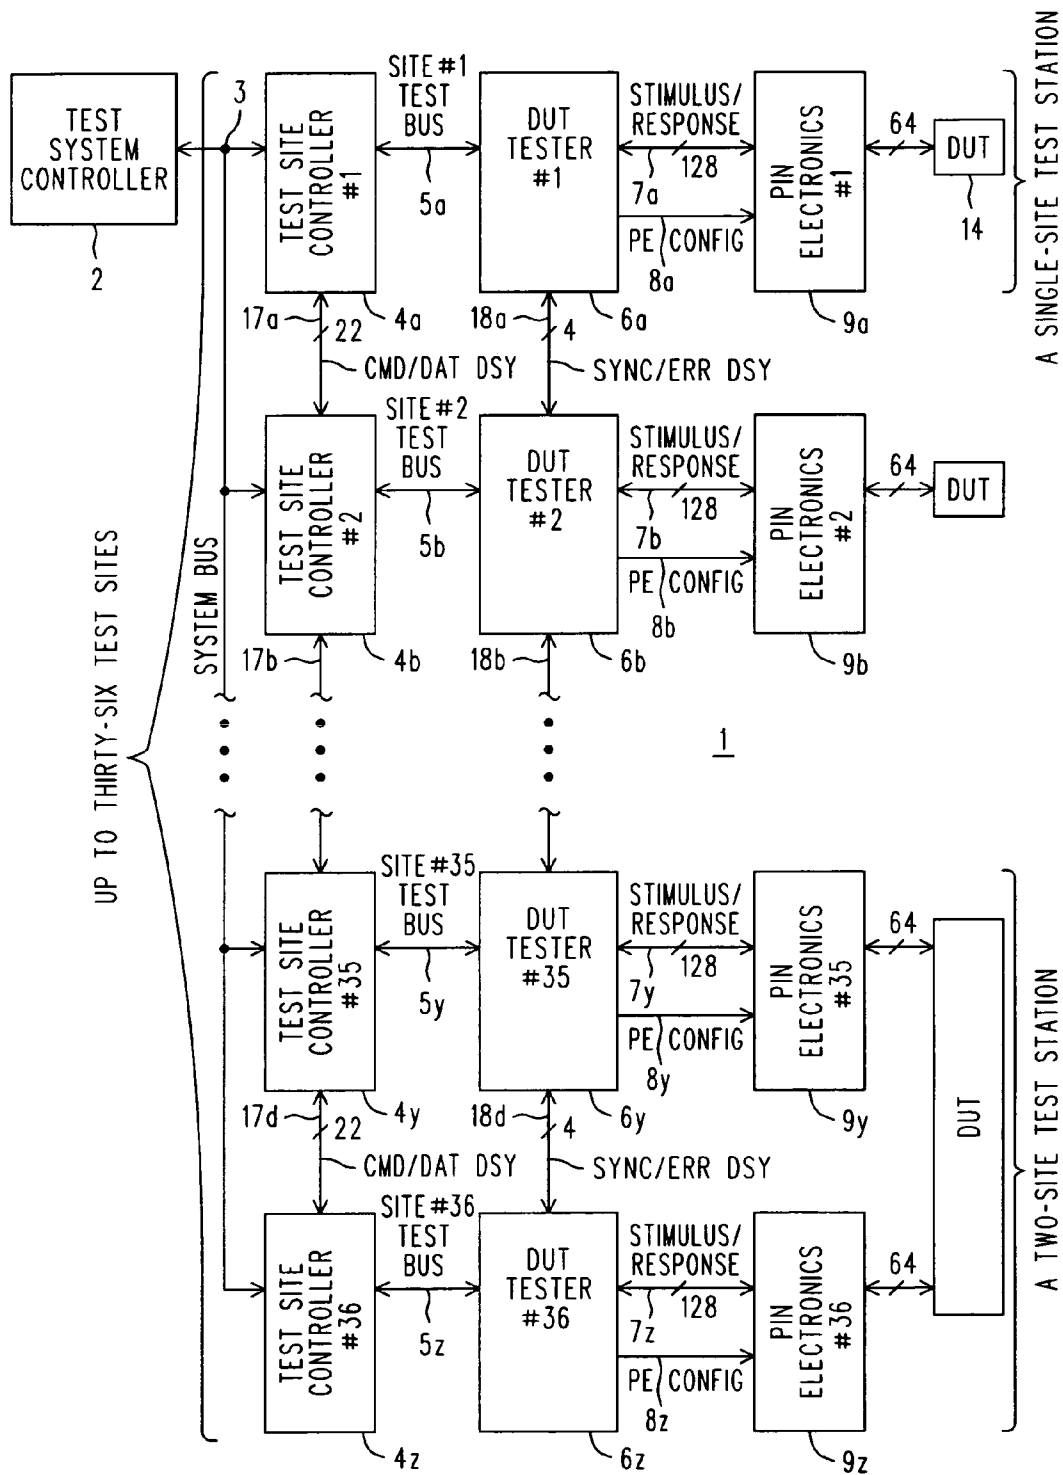 TEST
SYSTEM
CONTROLLER
2
3
SYSTEM BUS
UP TO THIRTY-SIX TEST SITES
TEST SITE
CONTROLLER
#1
4a
SITE #1
TEST
BUS
5a
DUT
TESTER
#1
6a
STIMULUS/
RESPONSE
128
7a
PE CONFIG
8a
PIN
ELECTRONICS
#1
9a
64
DUT
14
A SINGLE-SITE TEST STATION
17a
22
CMD/DAT DSY
18a
4
SYNC/ERR DSY
TEST SITE
CONTROLLER
#2
4b
SITE #2
TEST
BUS
5b
DUT
TESTER
#2
6b
STIMULUS/
RESPONSE
128
7b
PE CONFIG
8b
PIN
ELECTRONICS
#2
9b
64
DUT
17b
18b
1
TEST SITE
CONTROLLER
#35
4y
SITE #35
TEST
BUS
5y
DUT
TESTER
#35
6y
STIMULUS/
RESPONSE
128
7y
PE CONFIG
8y
PIN
ELECTRONICS
#35
9y
64
DUT
A TWO-SITE TEST STATION
17d
22
CMD/DAT DSY
18d
4
SYNC/ERR DSY
TEST SITE
CONTROLLER
#36
4z
SITE #36
TEST
BUS
5z
DUT
TESTER
#36
6z
STIMULUS/
RESPONSE
128
7z
PE CONFIG
8z
PIN
ELECTRONICS
#36
9z
64